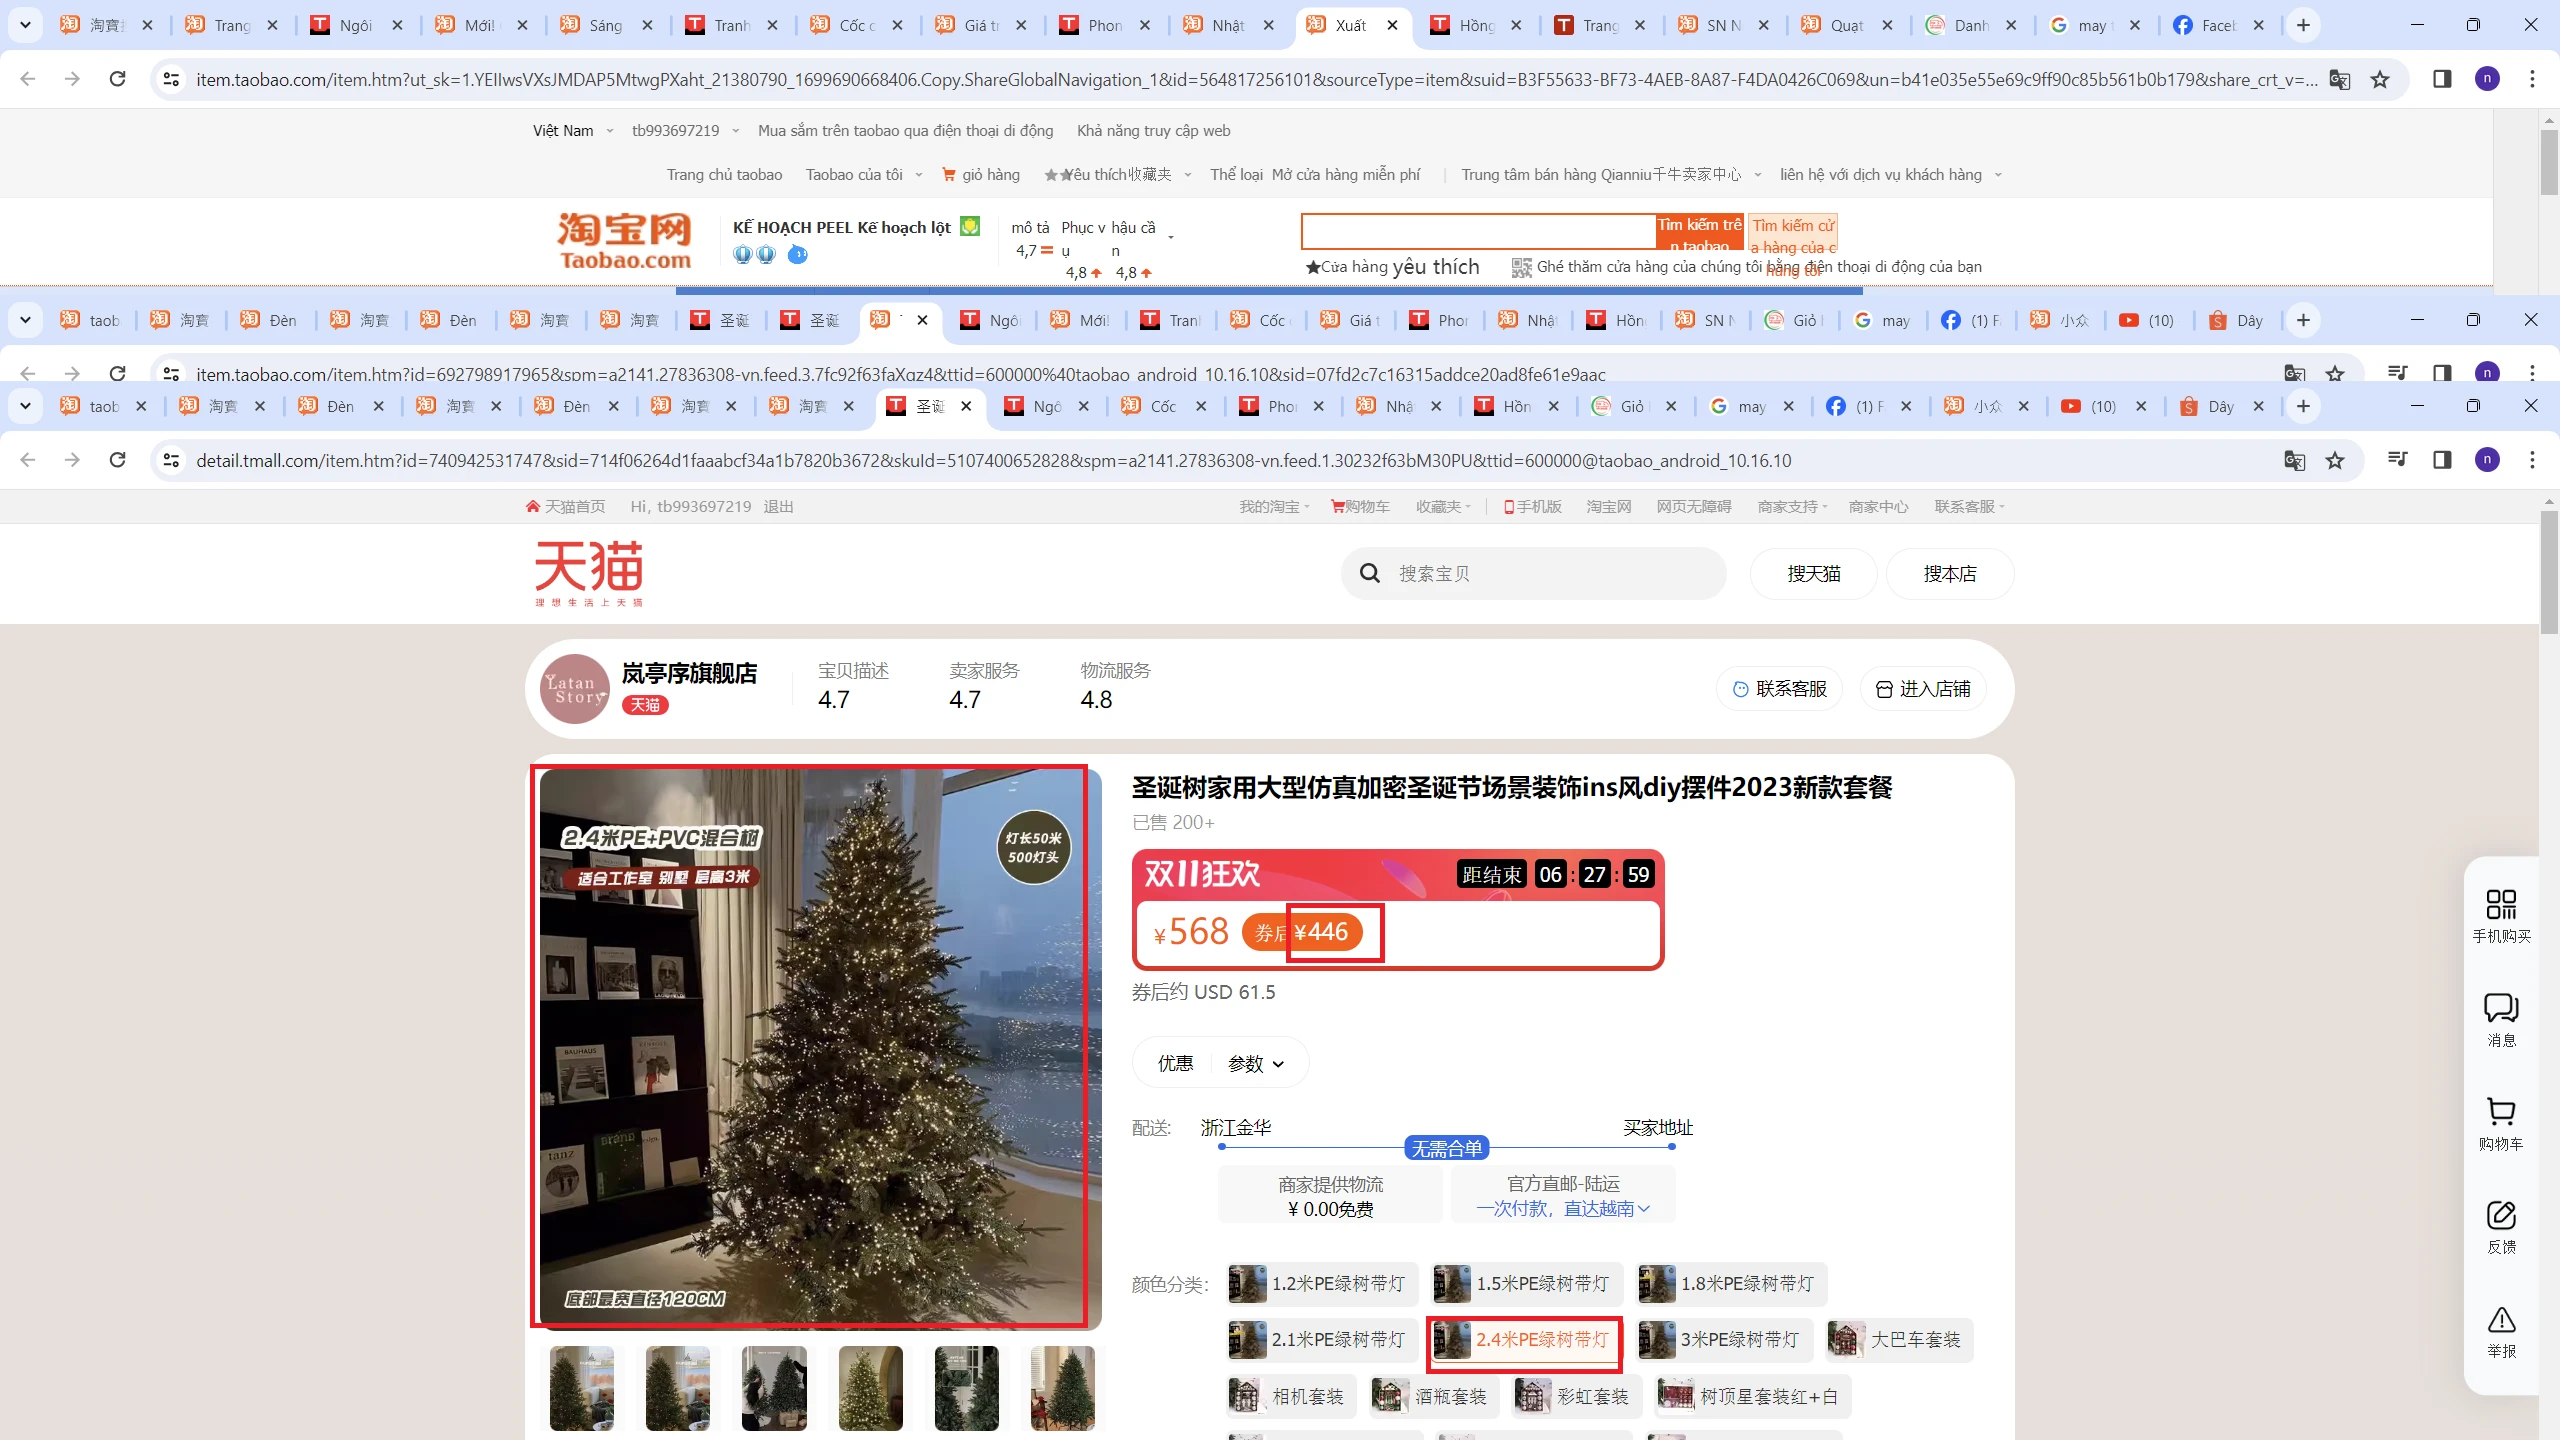 淘寶
Trang
Ngôi
Mới!
Sáng
Tranh
Cốc c
Giá tr
Phon
Nhật
Xuất
Hồng
Trang
SN N
Quạt
Danh
may t
Faceb
item.taobao.com/item.htm?ut_sk=1.YEIIwsVXsJMDAP5MtwgPXaht_21380790_1699690668406.Copy.ShareGlobalNavigation_1&id=564817256101&sourceType=item&suid=B3F55633-BF73-4AEB-8A87-F4DA0426C069&un=b41e035e55e69c9ff90c85b561b0b179&share_crt_v=...
n
Việt Nam tb993697219 Mua sắm trên taobao qua điện thoại di động Khả năng truy cập web
Trang chủ taobao Taobao của tôi giỏ hàng Yêu thích收藏夹 Thể loại Mở cửa hàng miễn phí Trung tâm bán hàng Qianniu千牛卖家中心 liên hệ với dịch vụ khách hàng
淘宝网
Taobao.com
KẾ HOẠCH PEEL Kế hoạch lột
mô tả
4,7
Phục v
ụ
4,8
hậu cầ
n
4,8
Tìm kiếm trê
n taobao
Tìm kiếm cử
a hàng của c
húng tôi
Cửa hàng yêu thích
Ghé thăm cửa hàng của chúng tôi bằng điện thoại di động của bạn
taob
淘寶
Đèn
淘寶
Đèn
淘寶
淘寶
圣诞
圣诞
Ngôi
Mới!
Tranh
Cốc c
Giá t
Phon
Nhật
Hồng
SN N
Giỏ h
may
(1) F
小众
(10)
Dây
item.taobao.com/item.htm?id=692798917965&spm=a2141.27836308-vn.feed.3.7fc92f63faXqz4&ttid=600000%40taobao_android_10.16.10&sid=07fd2c7c16315addce20ad8fe61e9aac
n
taob
淘寶
Đèn
淘寶
Đèn
淘寶
淘寶
圣诞
Ngô
Cốc
Phon
Nhậ
Hồn
Giỏ
may
(1) F
小众
(10)
Dây
detail.tmall.com/item.htm?id=740942531747&sid=714f06264d1faaabcf34a1b7820b3672&skuId=5107400652828&spm=a2141.27836308-vn.feed.1.30232f63bM30PU&ttid=600000@taobao_android_10.16.10
n
天猫首页 Hi, tb993697219 退出 我的淘宝 购物车 收藏夹 手机版 淘宝网 网页无障碍 商家支持 商家中心 联系客服
天猫
理想生活上天猫
搜索宝贝 搜天猫 搜本店
Latan
Story
岚亭序旗舰店
天猫
宝贝描述
4.7
卖家服务
4.7
物流服务
4.8
联系客服 进入店铺
2.4米PE+PVC混合树
适合工作室 别墅 层高3米
灯长50米
500灯头
BAUHAUS
brand
tanz
底部最宽直径120CM
圣诞树家用大型仿真加密圣诞节场景装饰ins风diy摆件2023新款套餐
已售 200+
双11狂欢 距结束 06 : 27 : 59
¥568 券后¥446
券后约 USD 61.5
优惠 参数
配送: 浙江金华 买家地址
无需合单
商家提供物流
¥ 0.00免费
官方直邮-陆运
一次付款，直达越南
颜色分类: 1.2米PE绿树带灯 1.5米PE绿树带灯 1.8米PE绿树带灯
2.1米PE绿树带灯 2.4米PE绿树带灯 3米PE绿树带灯 大巴车套装
相机套装 酒瓶套装 彩虹套装 树顶星套装红+白
手机购买
消息
购物车
反馈
举报